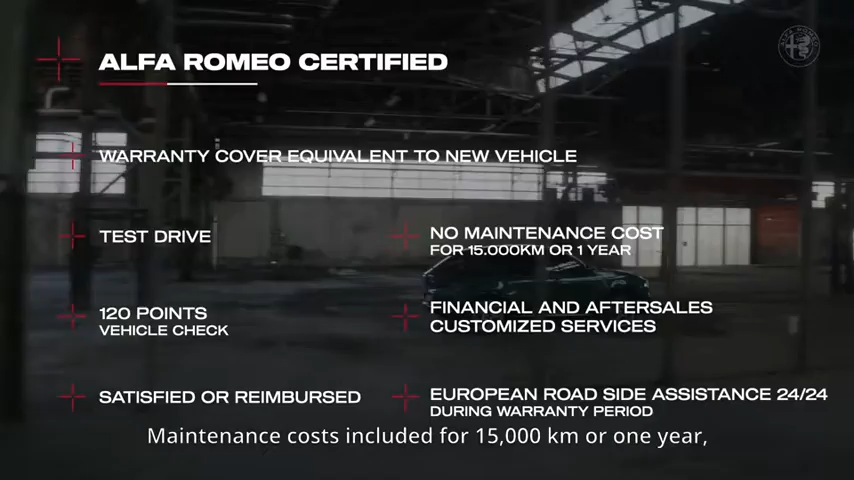 ALFA ROMEO CERTIFIED
WARRANTY COVER EQUIVALENT TO NEW VEHICLE
TEST DRIVE
NO MAINTENANCE COST
FOR 15.000KM OR 1 YEAR
120 POINTS
VEHICLE CHECK
FINANCIAL AND AFTERSALES
CUSTOMIZED SERVICES
SATISFIED OR REIMBURSED
EUROPEAN ROAD SIDE ASSISTANCE 24/24
DURING WARRANTY PERIOD
Maintenance costs included for 15,000 km or one year,